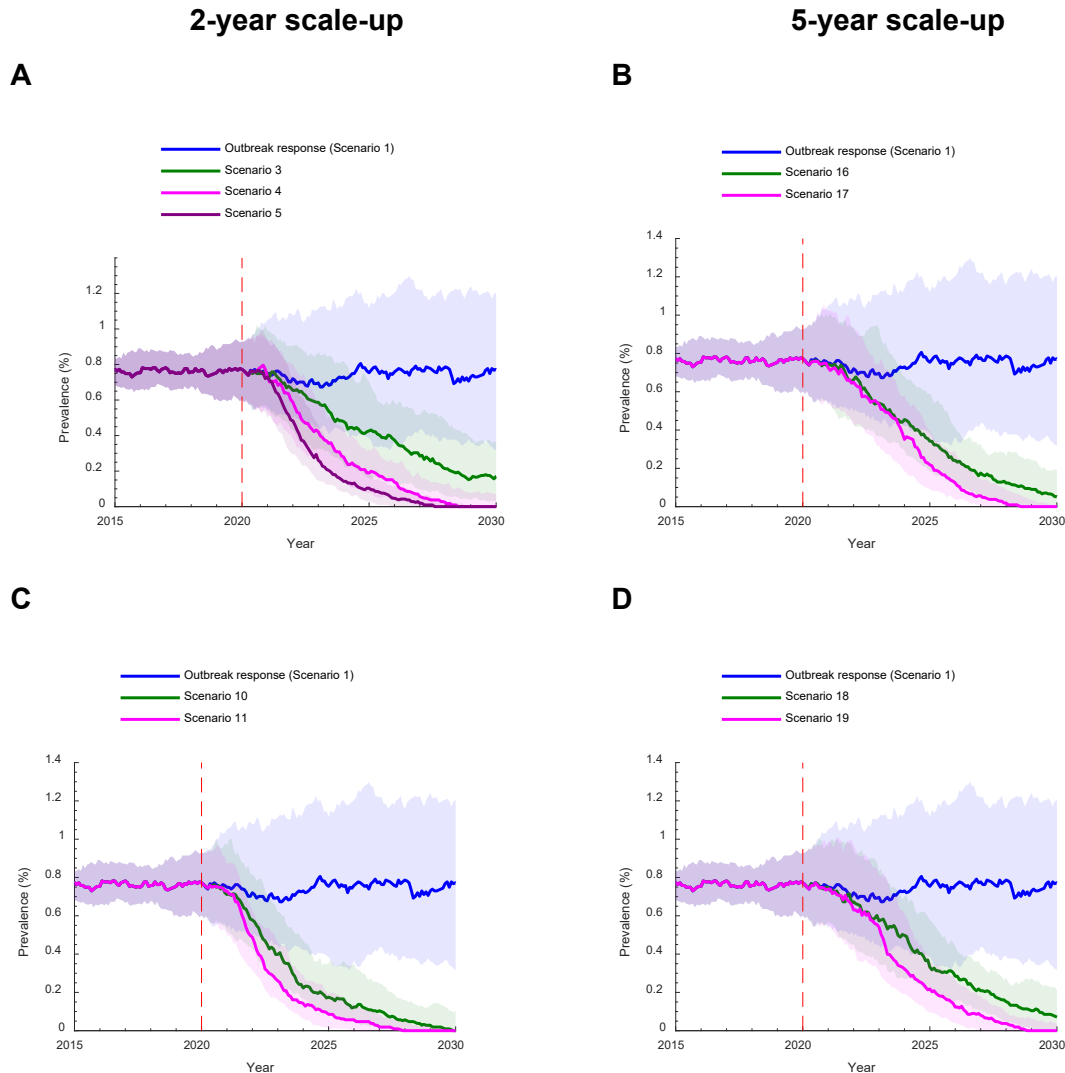 2-year scale-up
5-year scale-up
A
Outbreak response (Scenario 1)
Scenario 3
Scenario 4
Scenario 5
Prevalence (%)
1.2
1
0.8
0.6
0.4
0.2
0
2015
2020
2025
2030
Year
B
Outbreak response (Scenario 1)
Scenario 16
Scenario 17
Prevalence (%)
1.4
1.2
1
0.8
0.6
0.4
0.2
0
2015
2020
2025
2030
Year
C
Outbreak response (Scenario 1)
Scenario 10
Scenario 11
Prevalence (%)
1.4
1.2
1
0.8
0.6
0.4
0.2
0
2015
2020
2025
2030
Year
D
Outbreak response (Scenario 1)
Scenario 18
Scenario 19
Prevalence (%)
1.4
1.2
1
0.8
0.6
0.4
0.2
0
2015
2020
2025
2030
Year